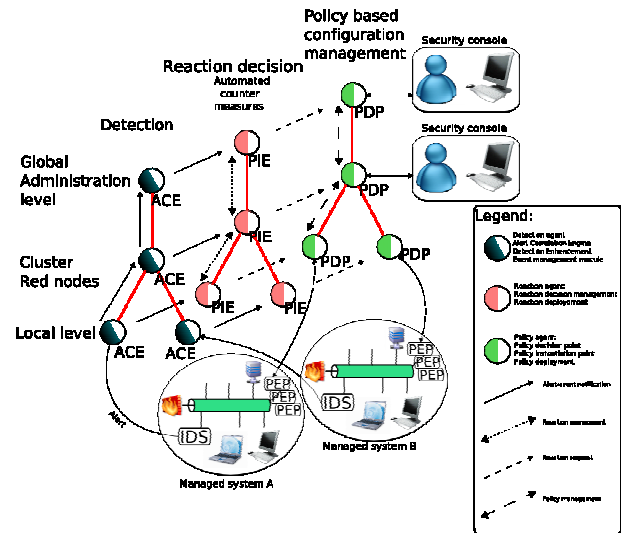 Policy based
configuration
management
Security console
Reaction decision
Automated
counter
measures
PDP
Detection
Security console
PIE
Global
Administration
level
ACE
PDP
PIE
Cluster
Red nodes
ACE
PDP
PDP
PIE
PIE
Local level
ACE
ACE
Alert
IDS
PEP
PEP
PEP
Managed system A
IDS
PEP
PEP
PEP
Managed system B
Legend:
Detection agent
Alert Correlation Engine
Detection Enhancement
Event management module
Reaction agent
Reaction decision management
Reaction deployment
Policy agent
Policy decision point
Policy instantiation point
Policy deployment
Alert/event notification
Reaction management
Reaction request
Policy management